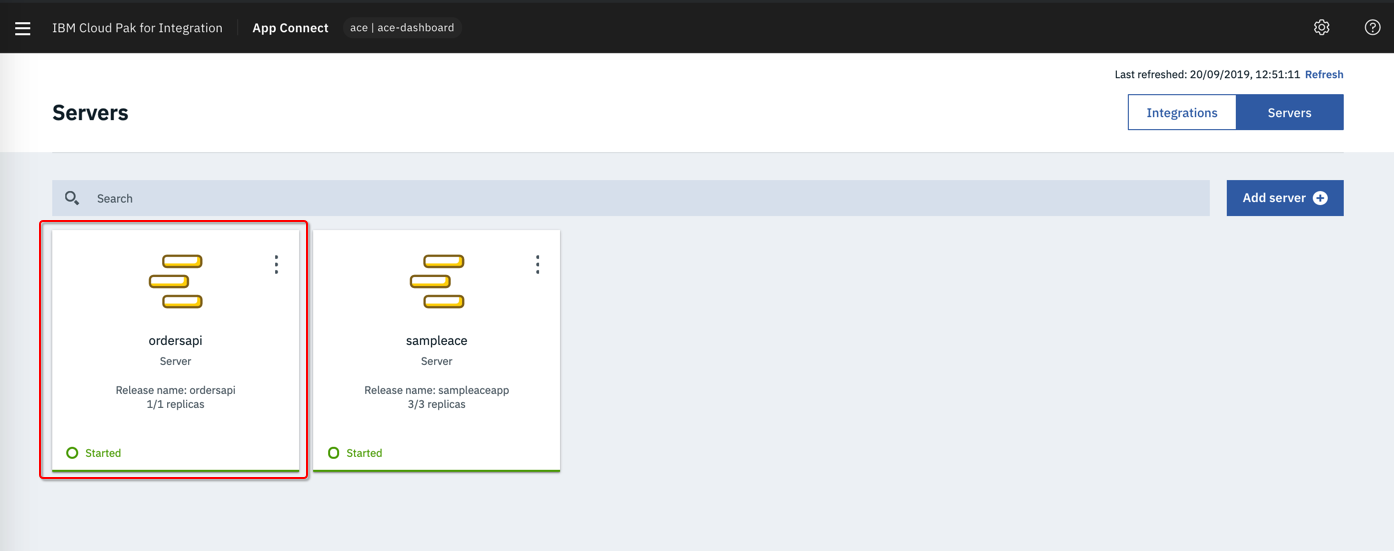 IBM Cloud Pak for Integration App Connect ace | ace-dashboard
Last refreshed: 20/09/2019, 12:51:11 Refresh
Servers
Integrations Servers
Search
Add server
ordersapi
Server
Release name: ordersapi
1/1 replicas
Started
sampleace
Server
Release name: sampleaceapp
3/3 replicas
Started